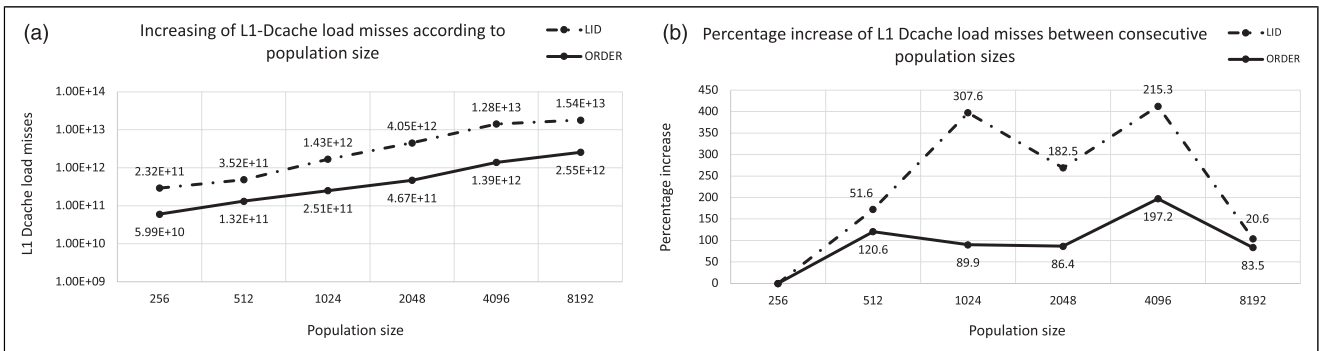 (a)
Increasing of L1-Dcache load misses according to
population size
LID
ORDER
L1 Dcache load misses
1.00E+14
1.00E+13
1.00E+12
1.00E+11
1.00E+10
1.00E+09
2.32E+11
3.52E+11
1.43E+12
4.05E+12
1.28E+13
1.54E+13
5.99E+10
1.32E+11
2.51E+11
4.67E+11
1.39E+12
2.55E+12
256 512 1024 2048 4096 8192
Population size
(b)
Percentage increase of L1 Dcache load misses between consecutive
population sizes
LID
ORDER
Percentage increase
450
400
350
300
250
200
150
100
50
0
51.6
307.6
182.5
215.3
20.6
120.6
89.9
86.4
197.2
83.5
256 512 1024 2048 4096 8192
Population size